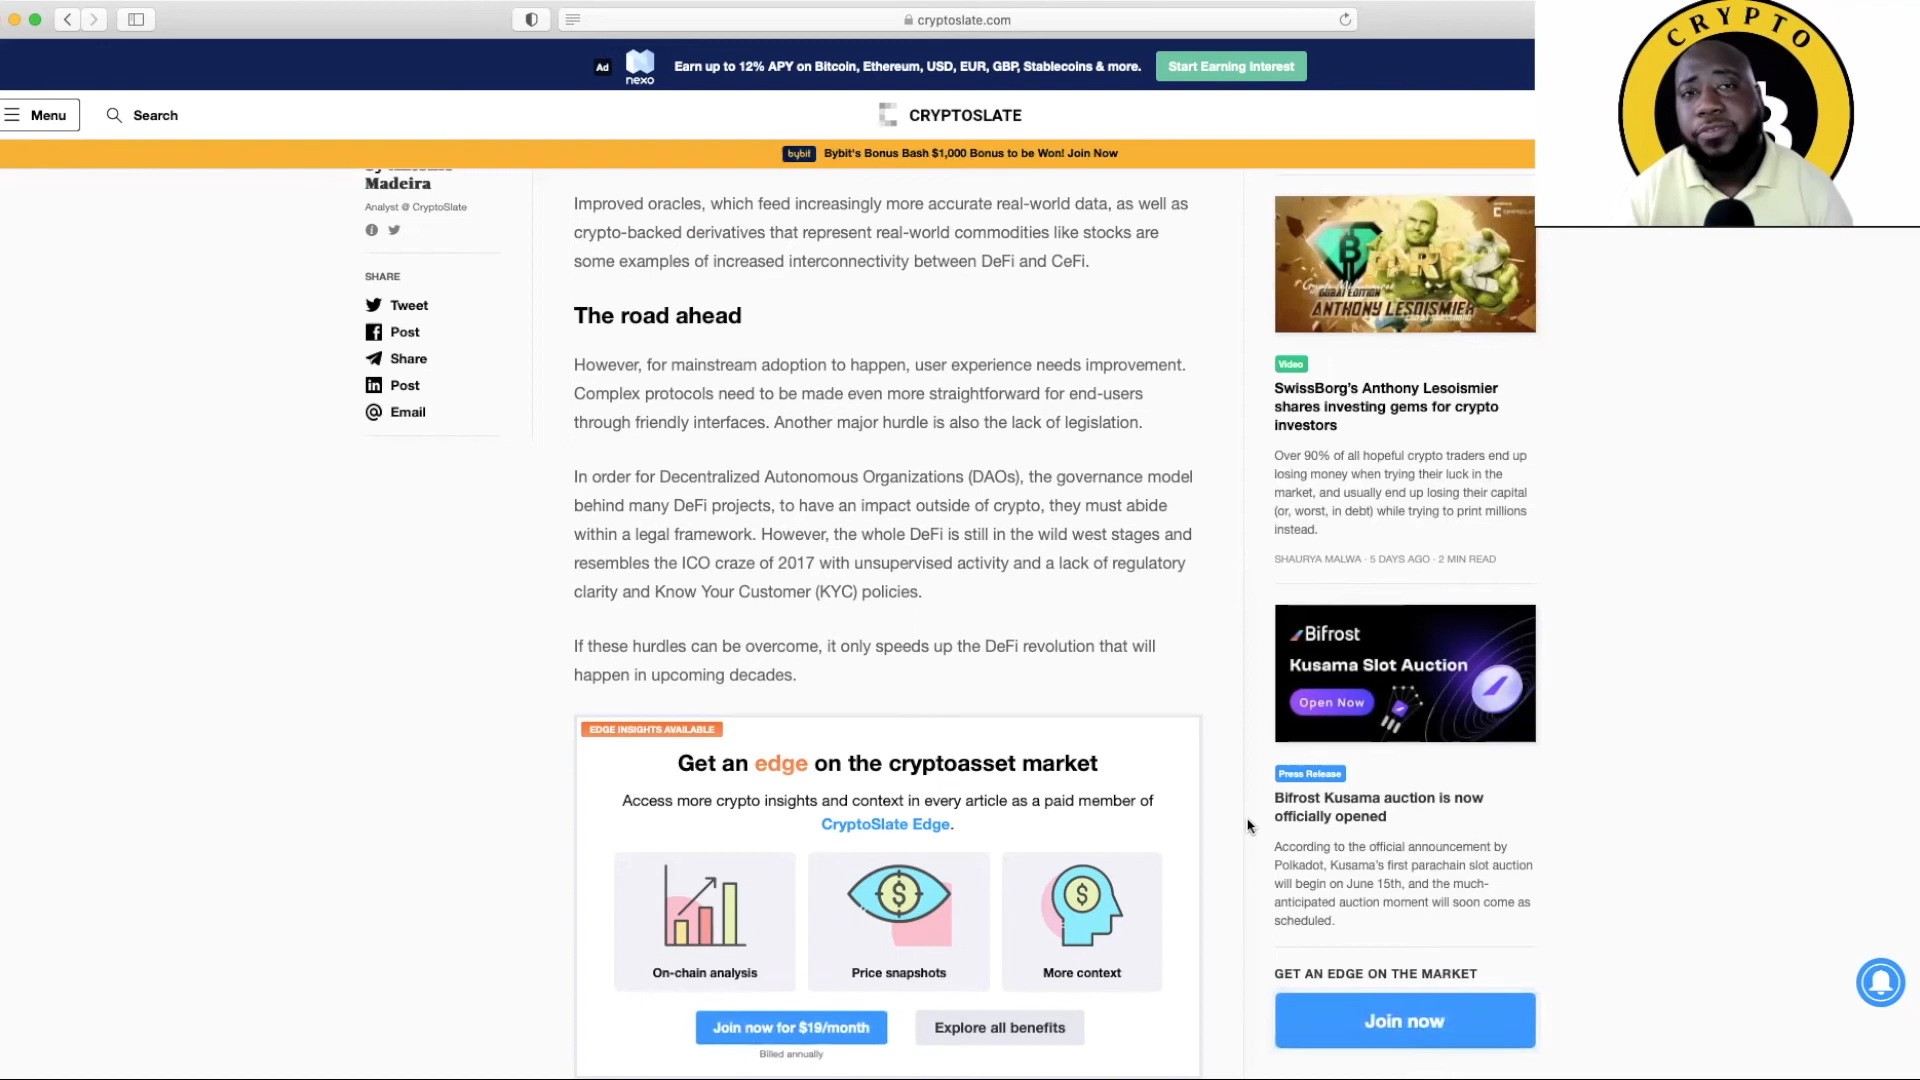 cryptoslate.com
CRYPTO
Ad
nexo
Earn up to 12% APY on Bitcoin, Ethereum, USD, EUR, GBP, Stablecoins & more.
Start Earning Interest
Menu
Search
CRYPTOSLATE
bybit
Bybit's Bonus Bash $1,000 Bonus to be Won! Join Now
Madeira
Analyst @ CryptoSlate
SHARE
Tweet
Post
Share
Post
Email
Improved oracles, which feed increasingly more accurate real-world data, as well as
crypto-backed derivatives that represent real-world commodities like stocks are
some examples of increased interconnectivity between DeFi and CeFi.
The road ahead
However, for mainstream adoption to happen, user experience needs improvement.
Complex protocols need to be made even more straightforward for end-users
through friendly interfaces. Another major hurdle is also the lack of legislation.
In order for Decentralized Autonomous Organizations (DAOs), the governance model
behind many DeFi projects, to have an impact outside of crypto, they must abide
within a legal framework. However, the whole DeFi is still in the wild west stages and
resembles the ICO craze of 2017 with unsupervised activity and a lack of regulatory
clarity and Know Your Customer (KYC) policies.
If these hurdles can be overcome, it only speeds up the DeFi revolution that will
happen in upcoming decades.
EDGE INSIGHTS AVAILABLE
Get an edge on the cryptoasset market
Access more crypto insights and context in every article as a paid member of
CryptoSlate Edge.
On-chain analysis
Price snapshots
More context
Join now for $19/month
Explore all benefits
Billed annually
CRYPTOSLATE
ANTHONY LESOISMIER
Video
SwissBorg's Anthony Lesoismier
shares investing gems for crypto
investors
Over 90% of all hopeful crypto traders end up
losing money when trying their luck in the
market, and usually end up losing their capital
(or, worst, in debt) while trying to print millions
instead.
SHAURYA MALWA · 5 DAYS AGO · 2 MIN READ
Bifrost
Kusama Slot Auction
Open Now
Press Release
Bifrost Kusama auction is now
officially opened
According to the official announcement by
Polkadot, Kusama's first parachain slot auction
will begin on June 15th, and the much-
anticipated auction moment will soon come as
scheduled.
GET AN EDGE ON THE MARKET
Join now